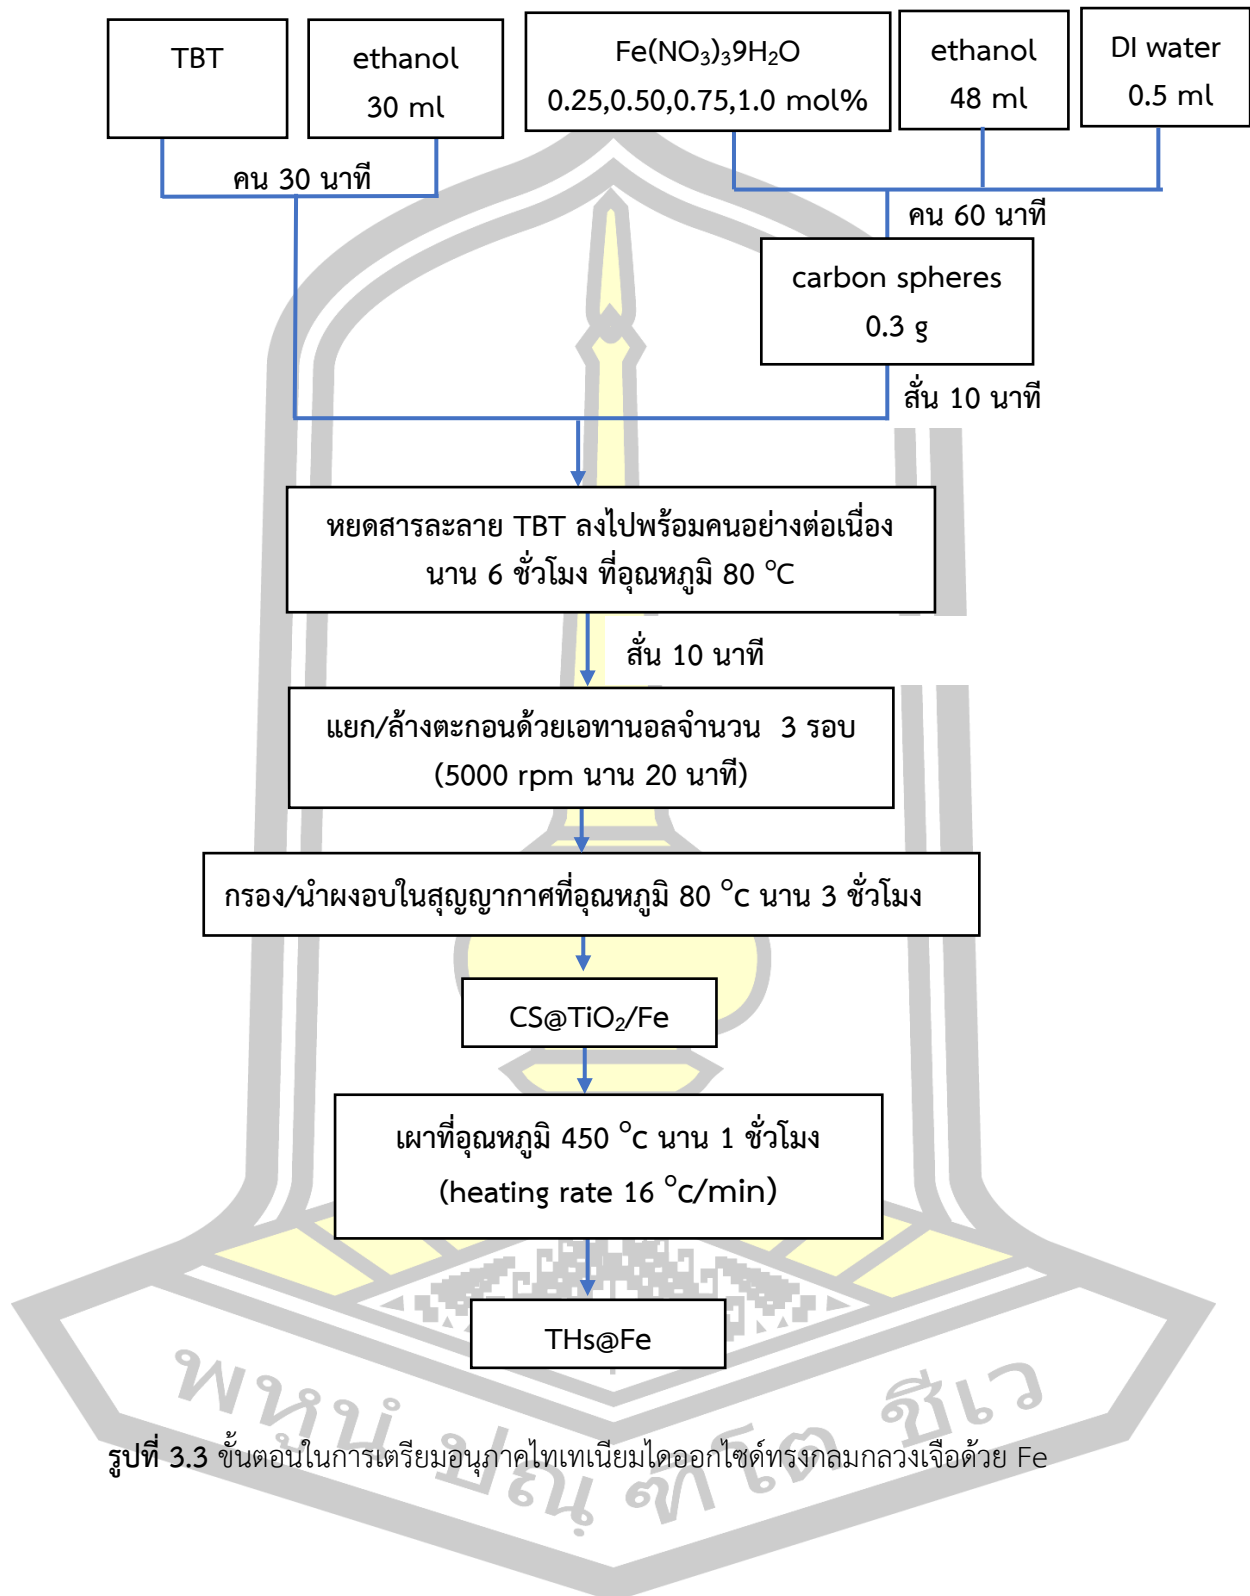 TBT
ethanol
30 ml
Fe(NO₃)₃9H₂O
0.25,0.50,0.75,1.0 mol%
ethanol
48 ml
DI water
0.5 ml
คน 30 นาที
คน 60 นาที
carbon spheres
0.3 g
สั่น 10 นาที
หยดสารละลาย TBT ลงไปพร้อมคนอย่างต่อเนื่อง
นาน 6 ชั่วโมง ที่อุณหภูมิ 80 °C
สั่น 10 นาที
แยก/ล้างตะกอนด้วยเอทานอลจำนวน 3 รอบ
(5000 rpm นาน 20 นาที)
กรอง/นำผงอบในสุญญากาศที่อุณหภูมิ 80 °c นาน 3 ชั่วโมง
CS@TiO₂/Fe
เผาที่อุณหภูมิ 450 °c นาน 1 ชั่วโมง
(heating rate 16 °c/min)
THs@Fe
รูปที่ 3.3 ขั้นตอนในการเตรียมอนุภาคไทเทเนียมไดออกไซด์ทรงกลมกลวงเจือด้วย Fe
พหูนํ ปณฺฑิโต ชีเว